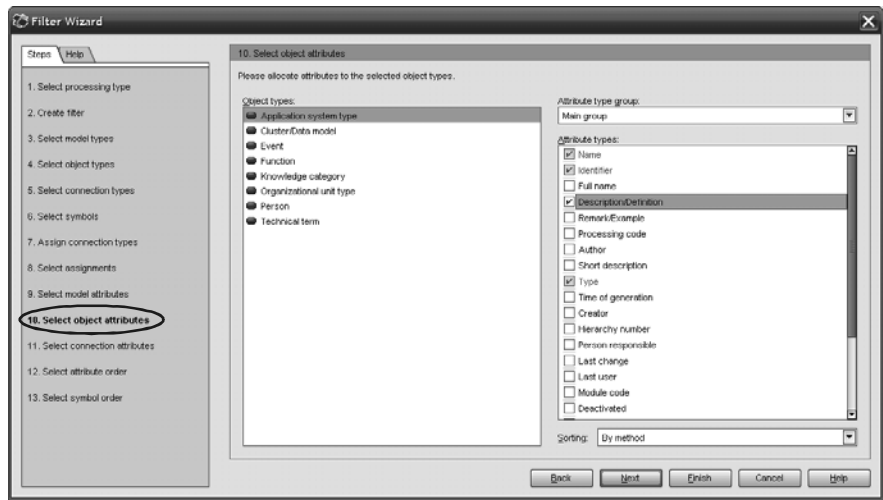 Filter Wizard
Steps Help
1. Select processing type
2. Create filter
3. Select model types
4. Select object types
5. Select connection types
6. Select symbols
7. Assign connection types
8. Select assignments
9. Select model attributes
10. Select object attributes
11. Select connection attributes
12. Select attribute order
13. Select symbol order
10. Select object attributes
Please allocate attributes to the selected object types.
Object types:
Application system type
Cluster/Data model
Event
Function
Knowledge category
Organizational unit type
Person
Technical term
Attribute type group:
Main group
Attribute types:
Name
Identifier
Full name
Description/Definition
Remark/Example
Processing code
Author
Short description
Type
Time of generation
Creator
Hierarchy number
Person responsible
Last change
Last user
Module code
Deactivated
Sorting: By method
Back Next Finish Cancel Help